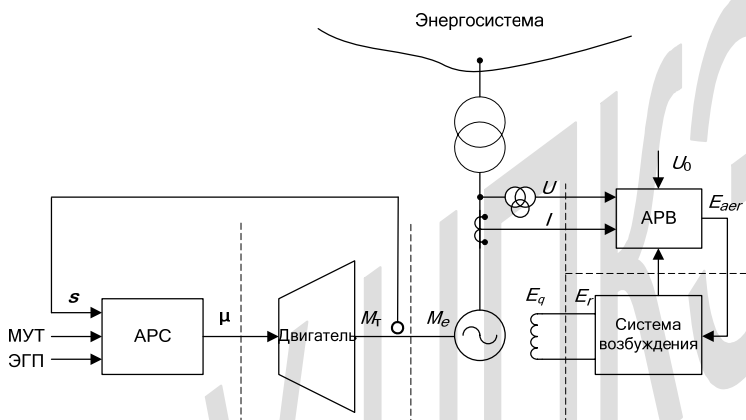 Энергосистема
U
U0
I
АРВ
Eaer
s
МУТ
ЭГП
АРС
μ
Двигатель
Mт
Me
Eq
Er
Система
возбуждения